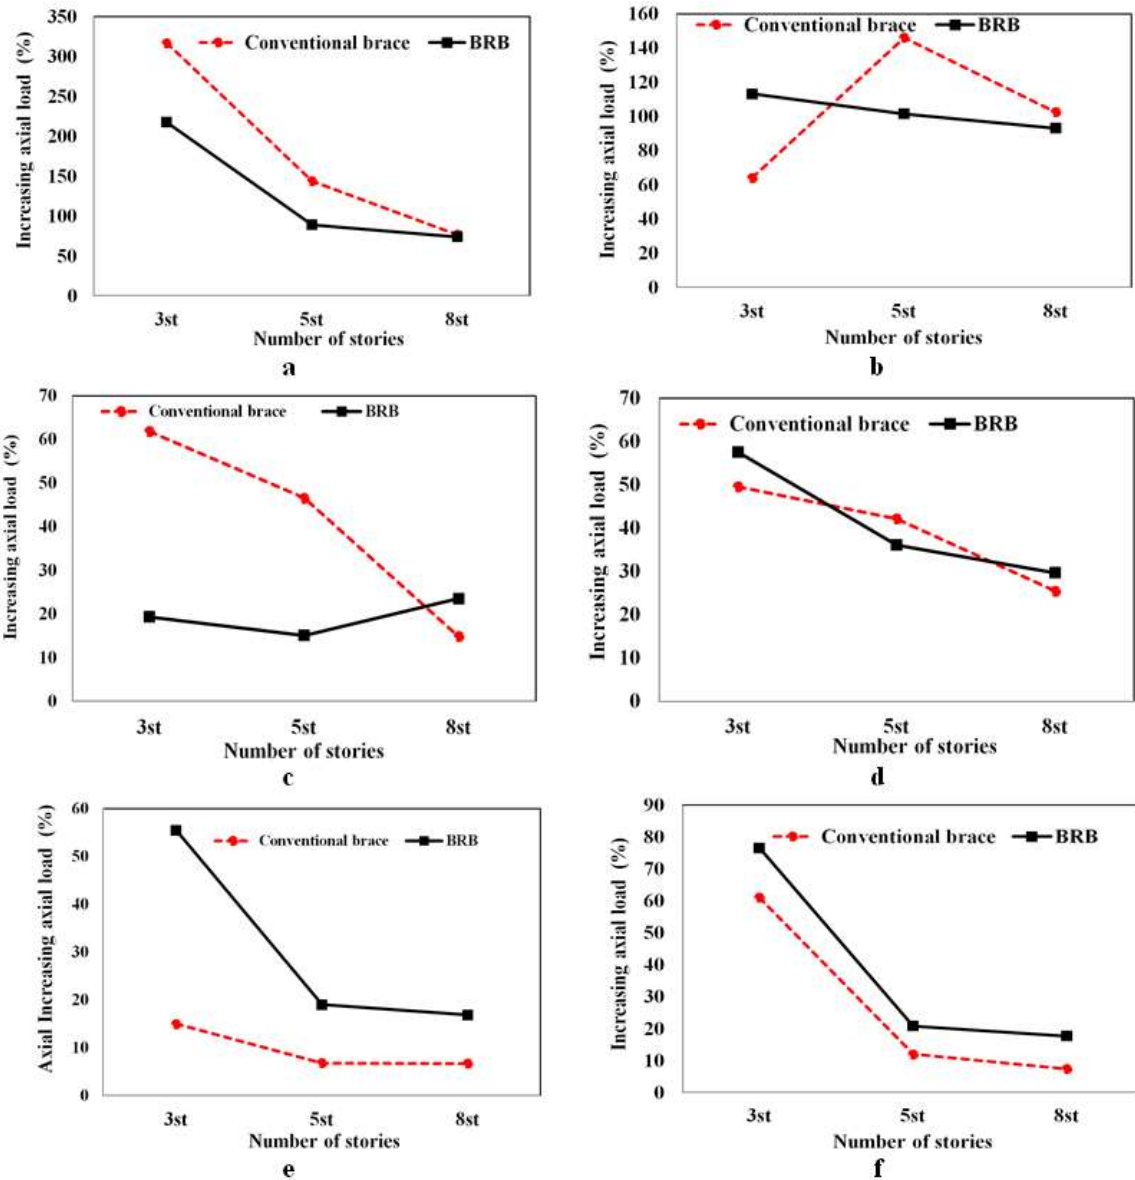 Increasing axial load (%)
350
300
250
200
150
100
50
0
Conventional brace BRB
3st 5st 8st
Number of stories
a
Increasing axial load (%)
160
140
120
100
80
60
40
20
0
Conventional brace BRB
3st 5st 8st
Number of stories
b
Increasing axial load (%)
70
60
50
40
30
20
10
0
Conventional brace BRB
3st 5st 8st
Number of stories
c
Increasing axial load (%)
70
60
50
40
30
20
10
0
Conventional brace BRB
3st 5st 8st
Number of stories
d
Axial Increasing axial load (%)
60
50
40
30
20
10
0
Conventional brace BRB
3st 5st 8st
Number of stories
e
Increasing axial load (%)
90
80
70
60
50
40
30
20
10
0
Conventional brace BRB
3st 5st 8st
Number of stories
f